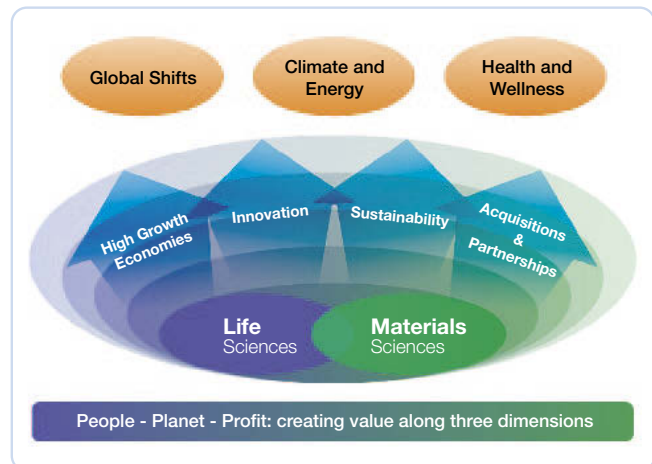 Global Shifts
Climate and
Energy
Health and
Wellness
High Growth
Economies
Innovation
Sustainability
Acquisitions
&
Partnerships
Life
Sciences
Materials
Sciences
People - Planet - Profit: creating value along three dimensions